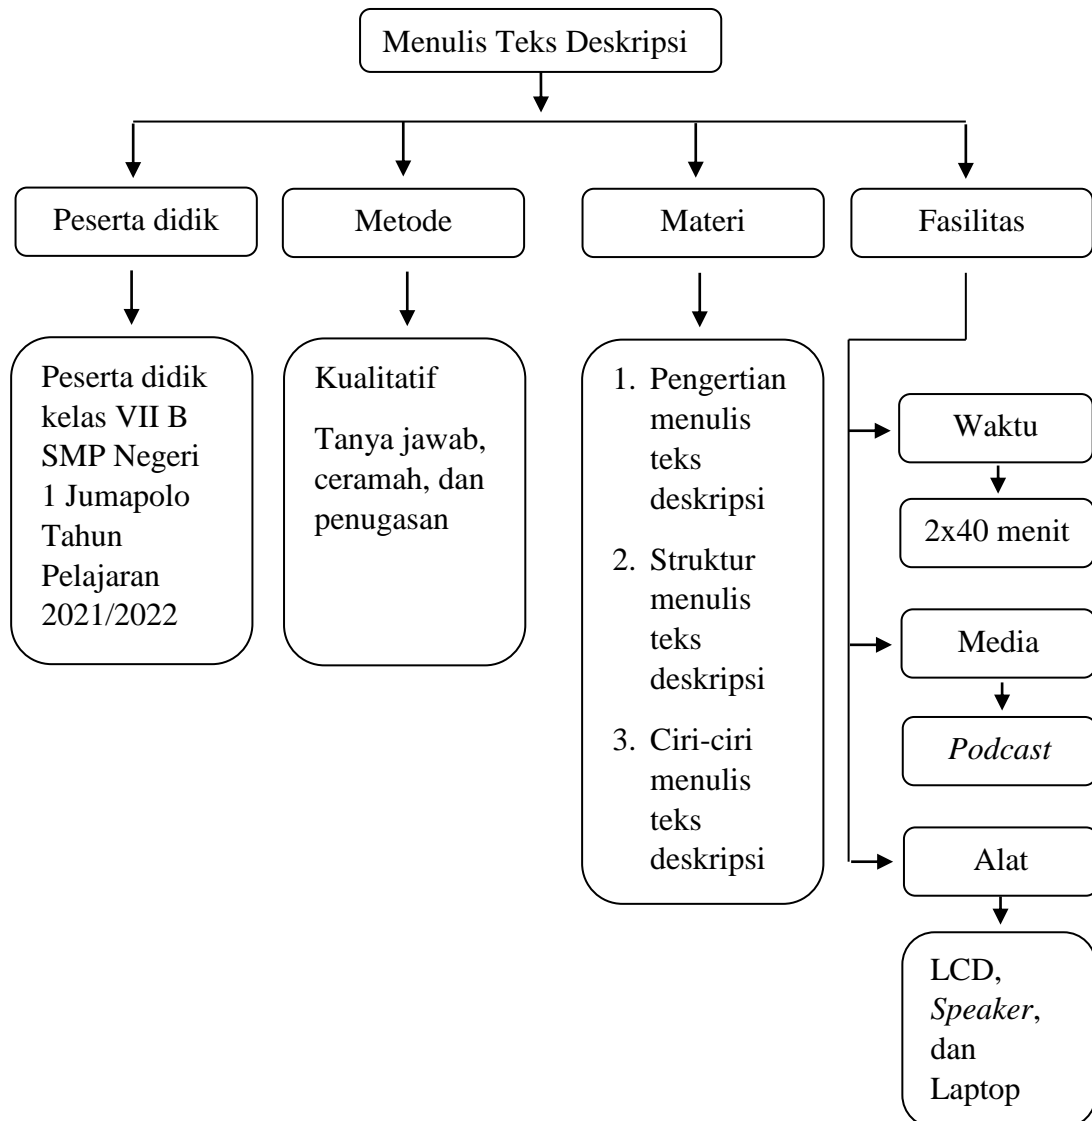 Menulis Teks Deskripsi
Peserta didik
Metode
Materi
Fasilitas
Peserta didik
kelas VII B
SMP Negeri
1 Jumapolo
Tahun
Pelajaran
2021/2022
Kualitatif
Tanya jawab,
ceramah, dan
penugasan
1. Pengertian
menulis
teks
deskripsi
2. Struktur
menulis
teks
deskripsi
3. Ciri-ciri
menulis
teks
deskripsi
Waktu
2x40 menit
Media
Podcast
Alat
LCD,
Speaker,
dan
Laptop